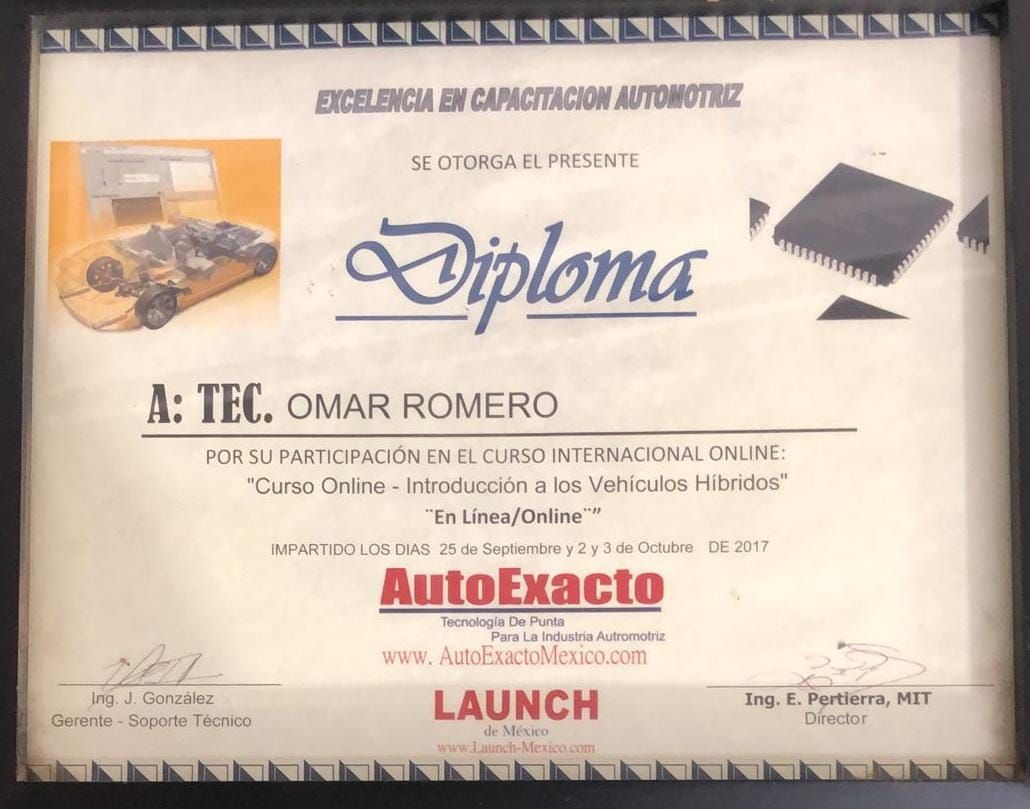 EXCELENCIA EN CAPACITACION AUTOMOTRIZ
SE OTORGA EL PRESENTE
Diploma
A: TEC. OMAR ROMERO
POR SU PARTICIPACIÓN EN EL CURSO INTERNACIONAL ONLINE:
"Curso Online - Introducción a los Vehículos Híbridos"
¨En Línea/Online¨”
IMPARTIDO LOS DIAS 25 de Septiembre y 2 y 3 de Octubre DE 2017
AutoExacto
Tecnología De Punta
Para La Industria Autromotriz
www. AutoExactoMexico.com
Ing. J. González
Gerente - Soporte Técnico
LAUNCH
de México
www.Launch-Mexico.com
Ing. E. Pertierra, MIT
Director